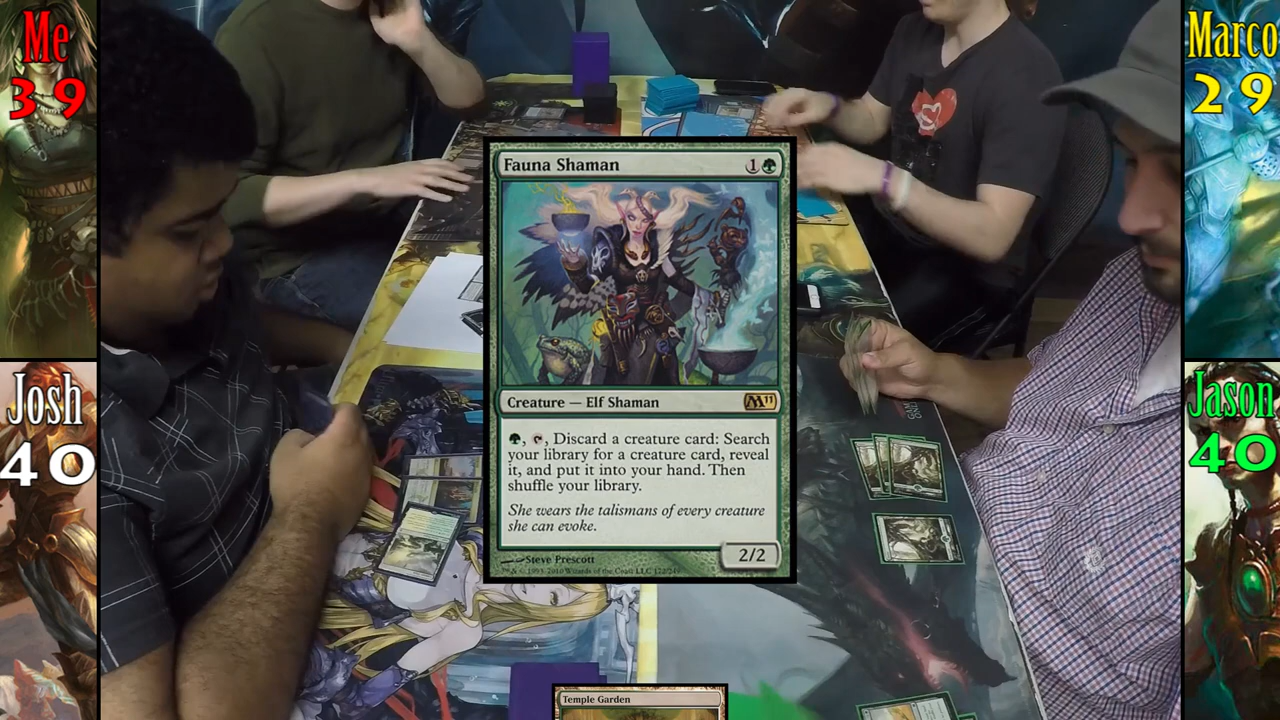 Me
39
Marco
29
Fauna Shaman 1
Creature — Elf Shaman M11
, , Discard a creature card: Search
your library for a creature card, reveal
it, and put it into your hand. Then
shuffle your library.
She wears the talismans of every creature
she can evoke.
2/2
Steve Prescott
Josh
40
Jason
40
Temple Garden